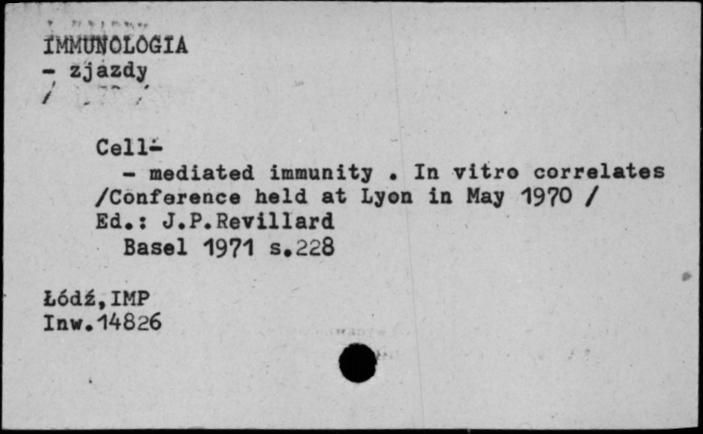 IMMUNOLOGIA
- zjazdy
Cell-
- mediated immunity . In vitro correlates
/Conference held at Lyon in May 1970 /
Ed.: J.P.Revillard
Basel 1971 s.228
Łódź,IMP
Inw.14826